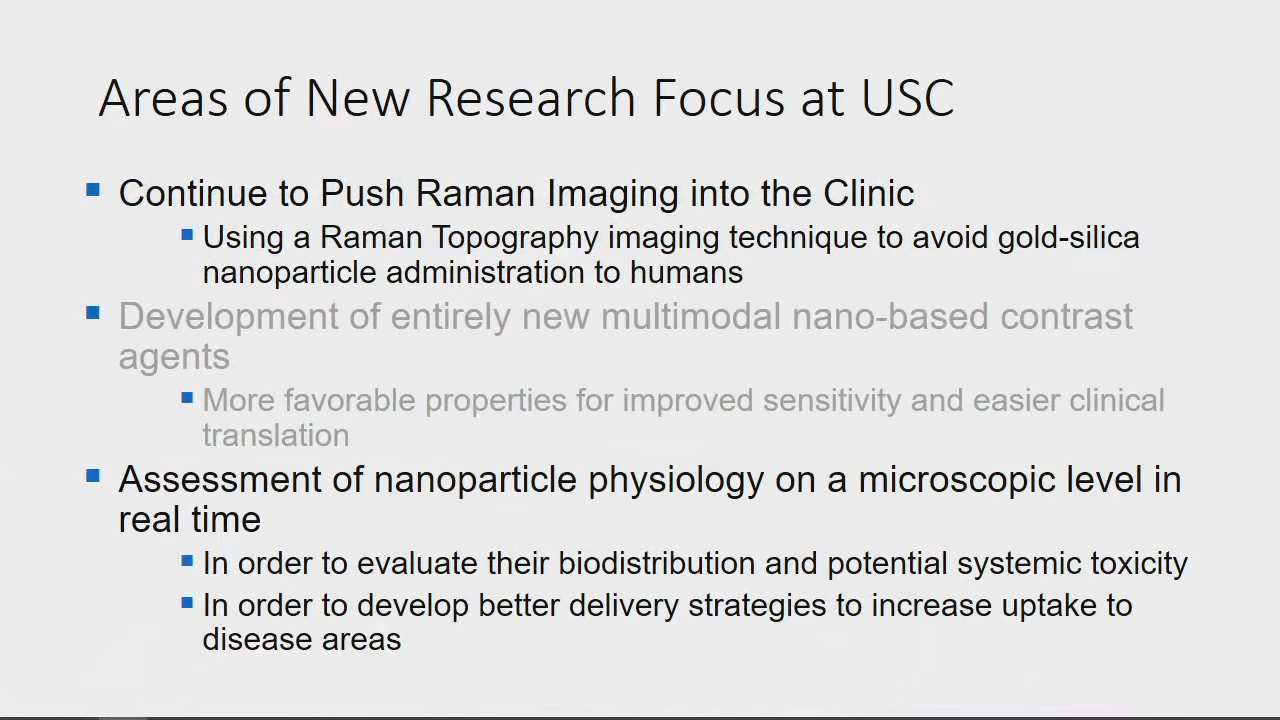 Areas of New Research Focus at USC
Continue to Push Raman Imaging into the Clinic
Using a Raman Topography imaging technique to avoid gold-silica
nanoparticle administration to humans
Development of entirely new multimodal nano-based contrast
agents
More favorable properties for improved sensitivity and easier clinical
translation
Assessment of nanoparticle physiology on a microscopic level in
real time
In order to evaluate their biodistribution and potential systemic toxicity
In order to develop better delivery strategies to increase uptake to
disease areas